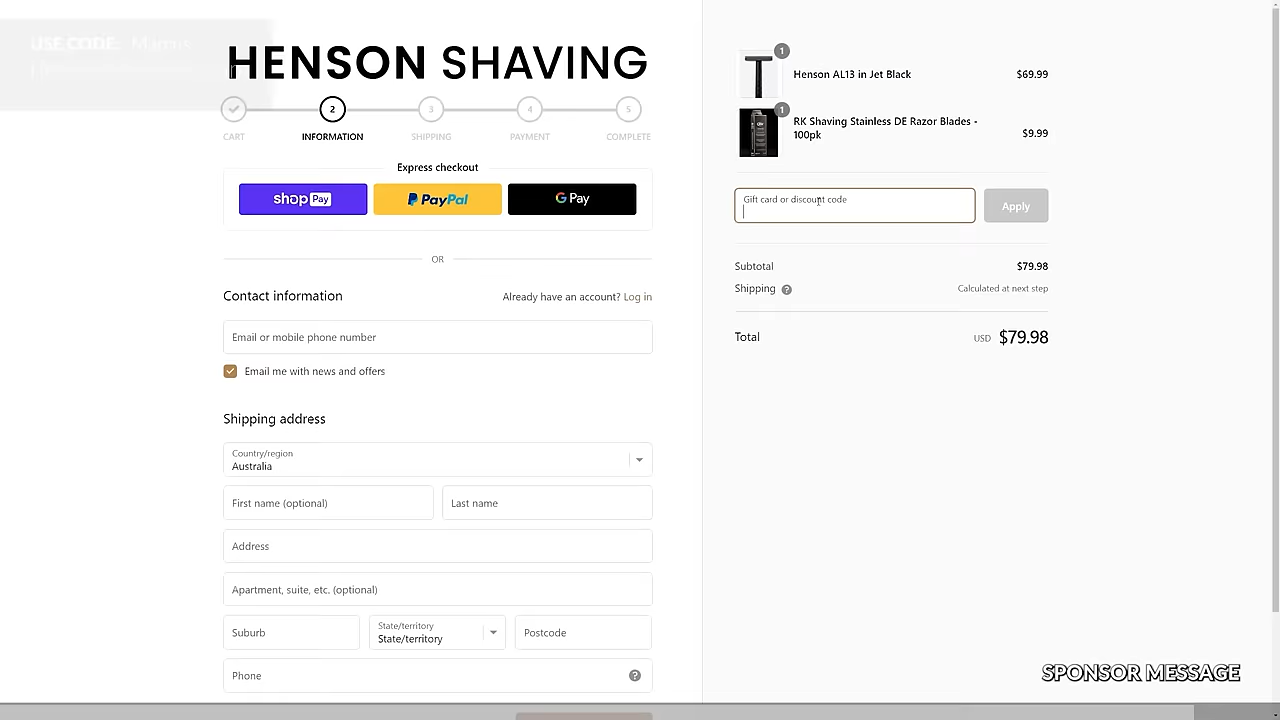 USE CODE: Marcus
HENSON SHAVING
2
3
4
5
CART
INFORMATION
SHIPPING
PAYMENT
COMPLETE
Express checkout
shop Pay
PayPal
G Pay
OR
Contact information
Already have an account? Log in
Email or mobile phone number
Email me with news and offers
Shipping address
Country/region
Australia
First name (optional)
Last name
Address
Apartment, suite, etc. (optional)
Suburb
State/territory
State/territory
Postcode
Phone
?
1
Henson AL13 in Jet Black
$69.99
1
RK Shaving Stainless DE Razor Blades -
100pk
$9.99
Gift card or discount code
Apply
Subtotal
$79.98
Shipping ?
Calculated at next step
Total
USD $79.98
SPONSOR MESSAGE